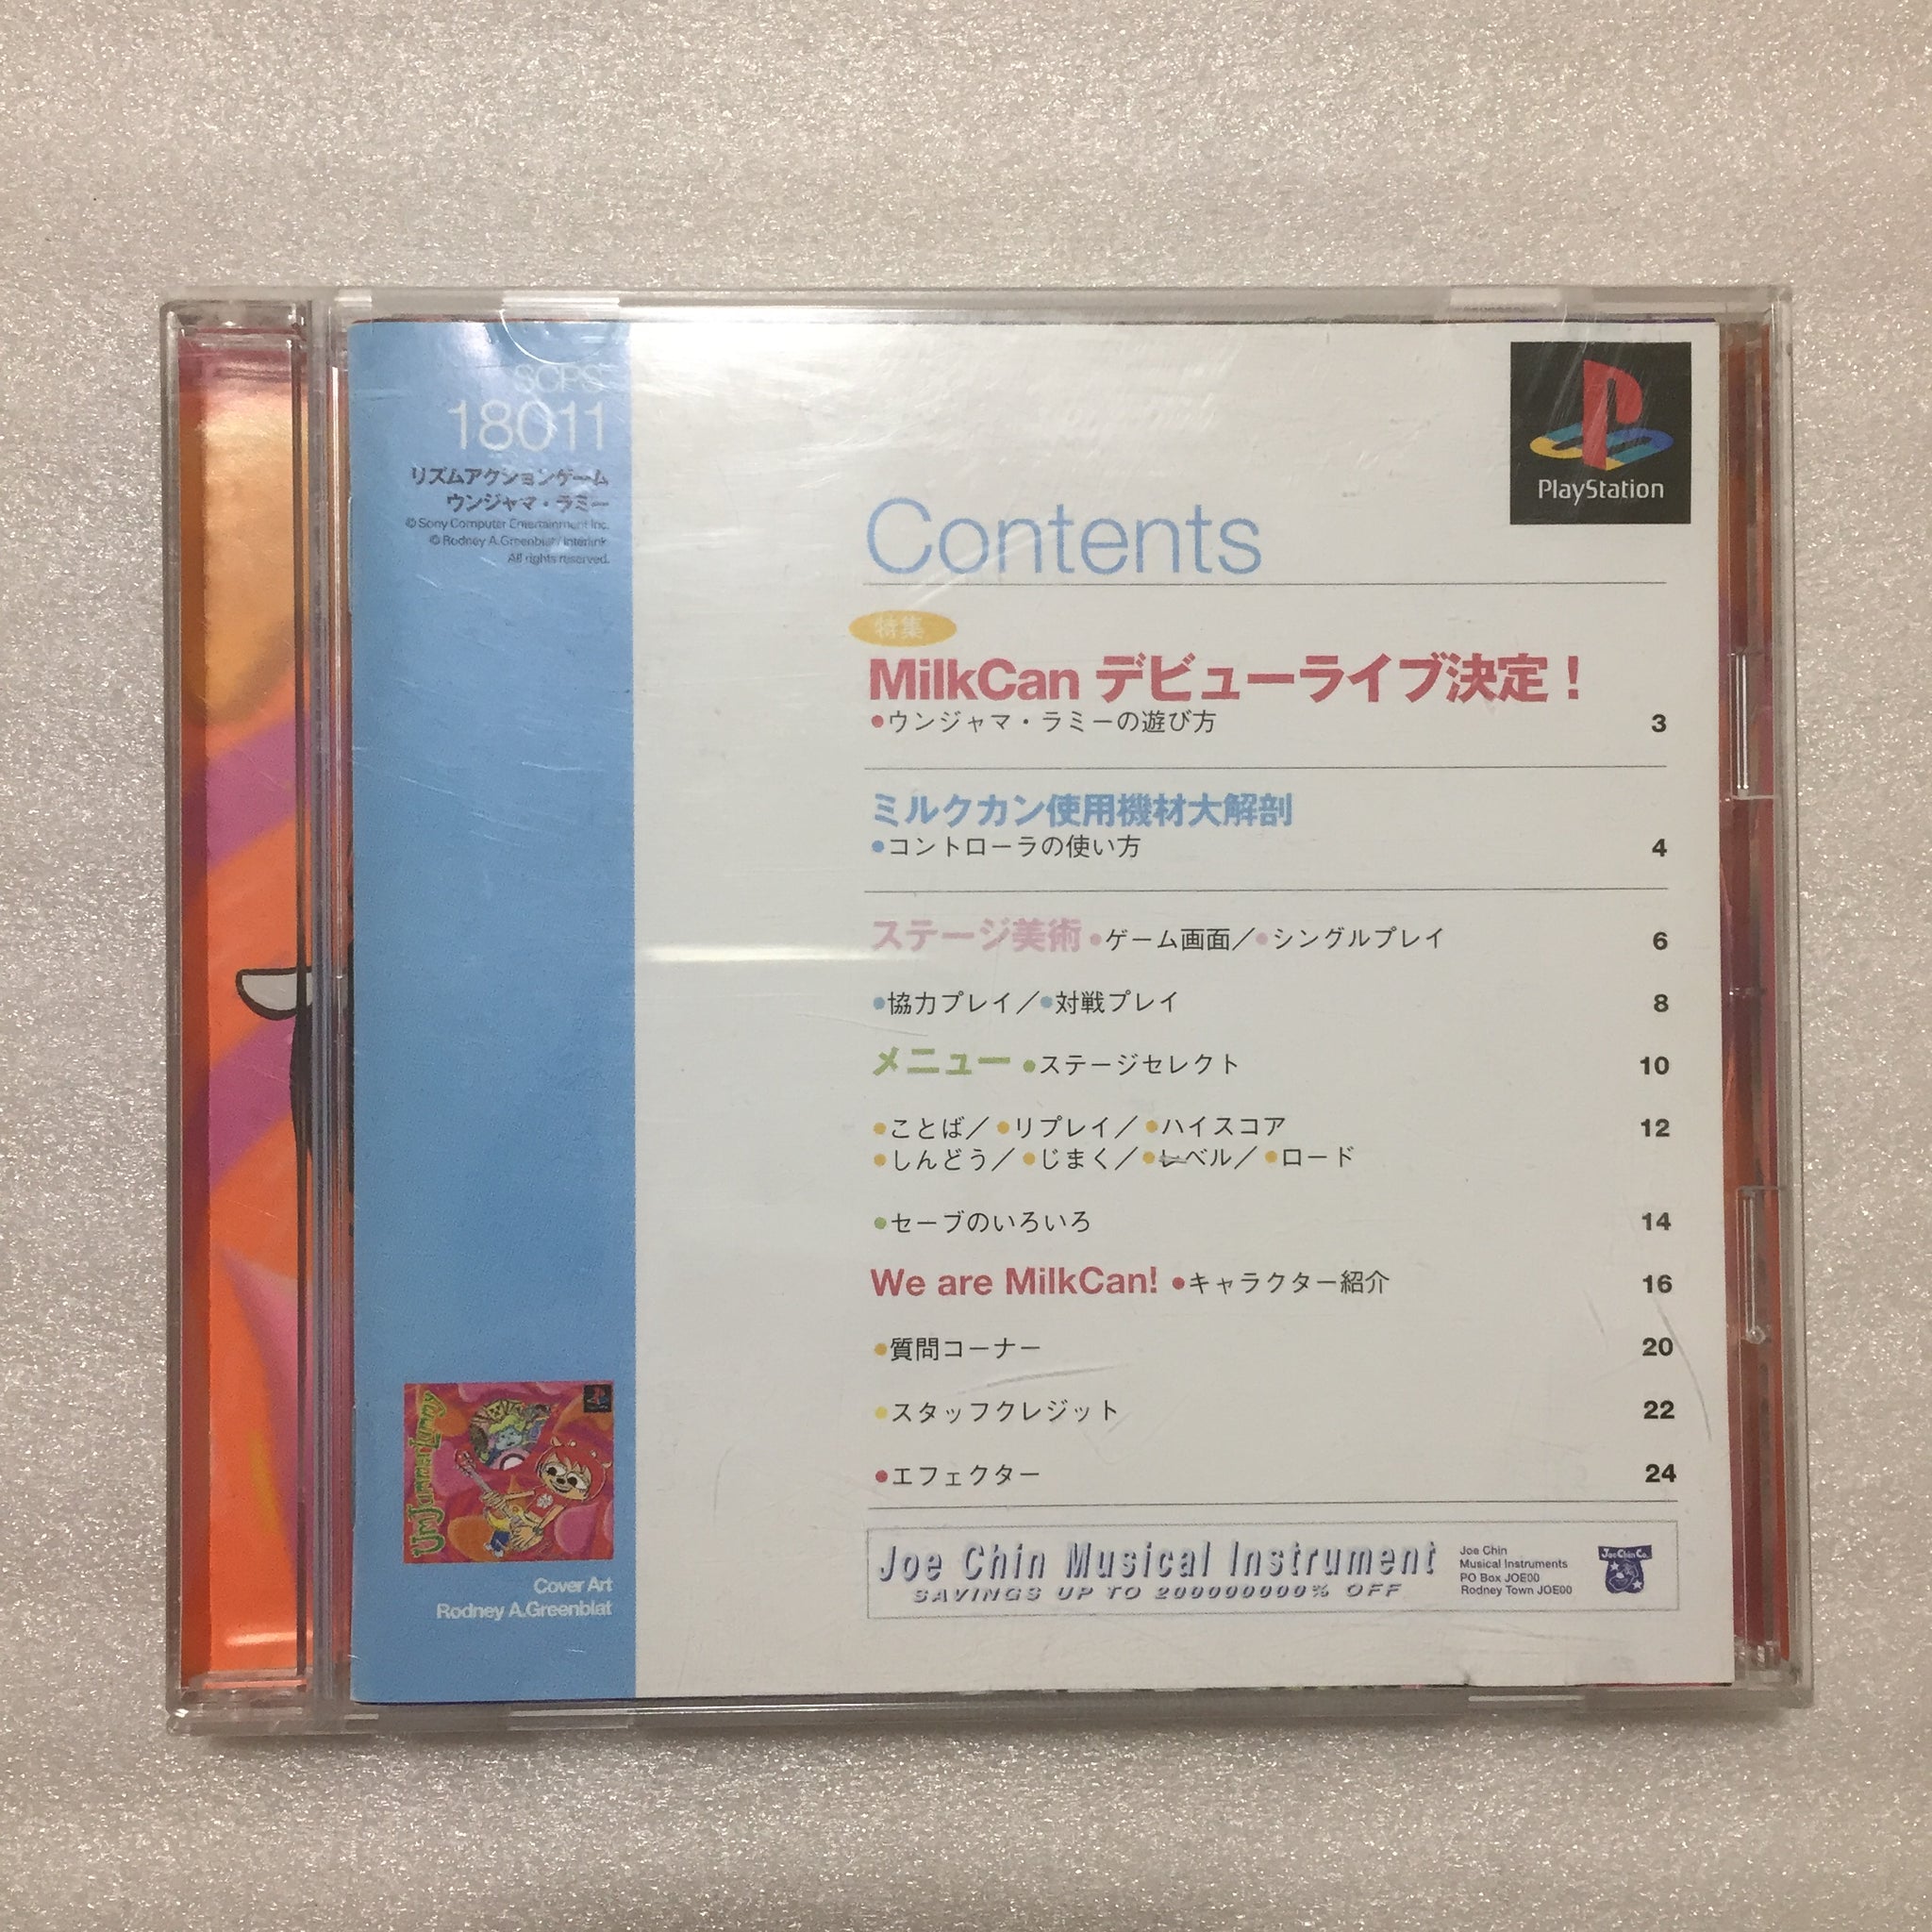 SCPS
18011
リズムアクションゲーム
ウンジャマ・ラミー
© Sony Computer Entertainment Inc.
© Rodney A.Greenblat / Interlink
All rights reserved.
PlayStation
Contents
特集
MilkCan デビューライブ決定！
●ウンジャマ・ラミーの遊び方 3
ミルクカン使用機材大解剖
●コントローラの使い方 4
ステージ美術 ●ゲーム画面／●シングルプレイ 6
●協力プレイ／●対戦プレイ 8
メニュー ●ステージセレクト 10
●ことば／●リプレイ／●ハイスコア 12
●しんどう／●じまく／●レベル／●ロード
●セーブのいろいろ 14
We are MilkCan! ●キャラクター紹介 16
●質問コーナー 20
●スタッフクレジット 22
●エフェクター 24
UmJammer Lammy
Cover Art
Rodney A.Greenblat
Joe Chin Musical Instrument
SAVINGS UP TO 200000000% OFF
Joe Chin
Musical Instruments
PO Box JOE00
Rodney Town JOE00
Joe Chin Co.